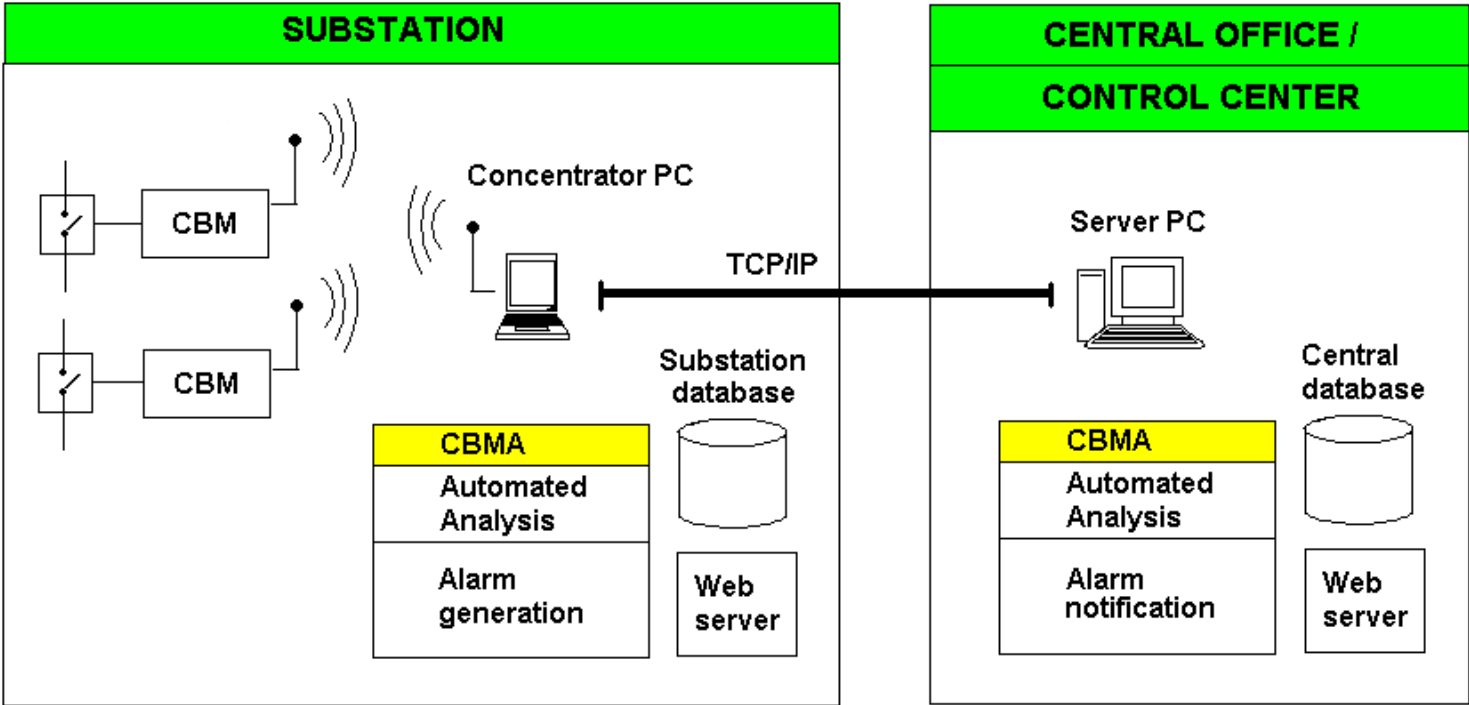 SUBSTATION
Concentrator PC
CBM
CBM
TCP/IP
Substation
database
CBMA
Automated
Analysis
Alarm
generation
Web
server
CENTRAL OFFICE /
CONTROL CENTER
Server PC
Central
database
CBMA
Automated
Analysis
Alarm
notification
Web
server